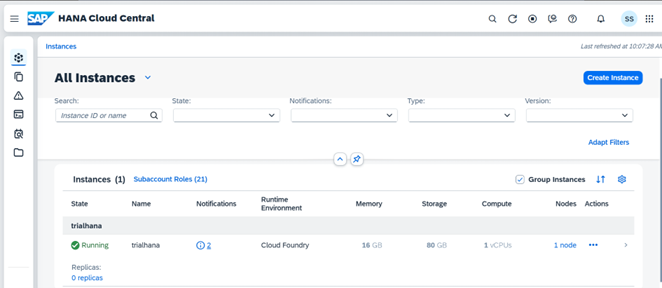 SAP HANA Cloud Central
SS
Instances
Last refreshed at 10:07:28 AM
All Instances
Create Instance
Search: State: Notifications: Type: Version:
Instance ID or name
Adapt Filters
Instances (1) Subaccount Roles (21) Group Instances
State Name Notifications Runtime Environment Memory Storage Compute Nodes Actions
trialhana
Running trialhana 2 Cloud Foundry 16 GB 80 GB 1 vCPUs 1 node
Replicas:
0 replicas